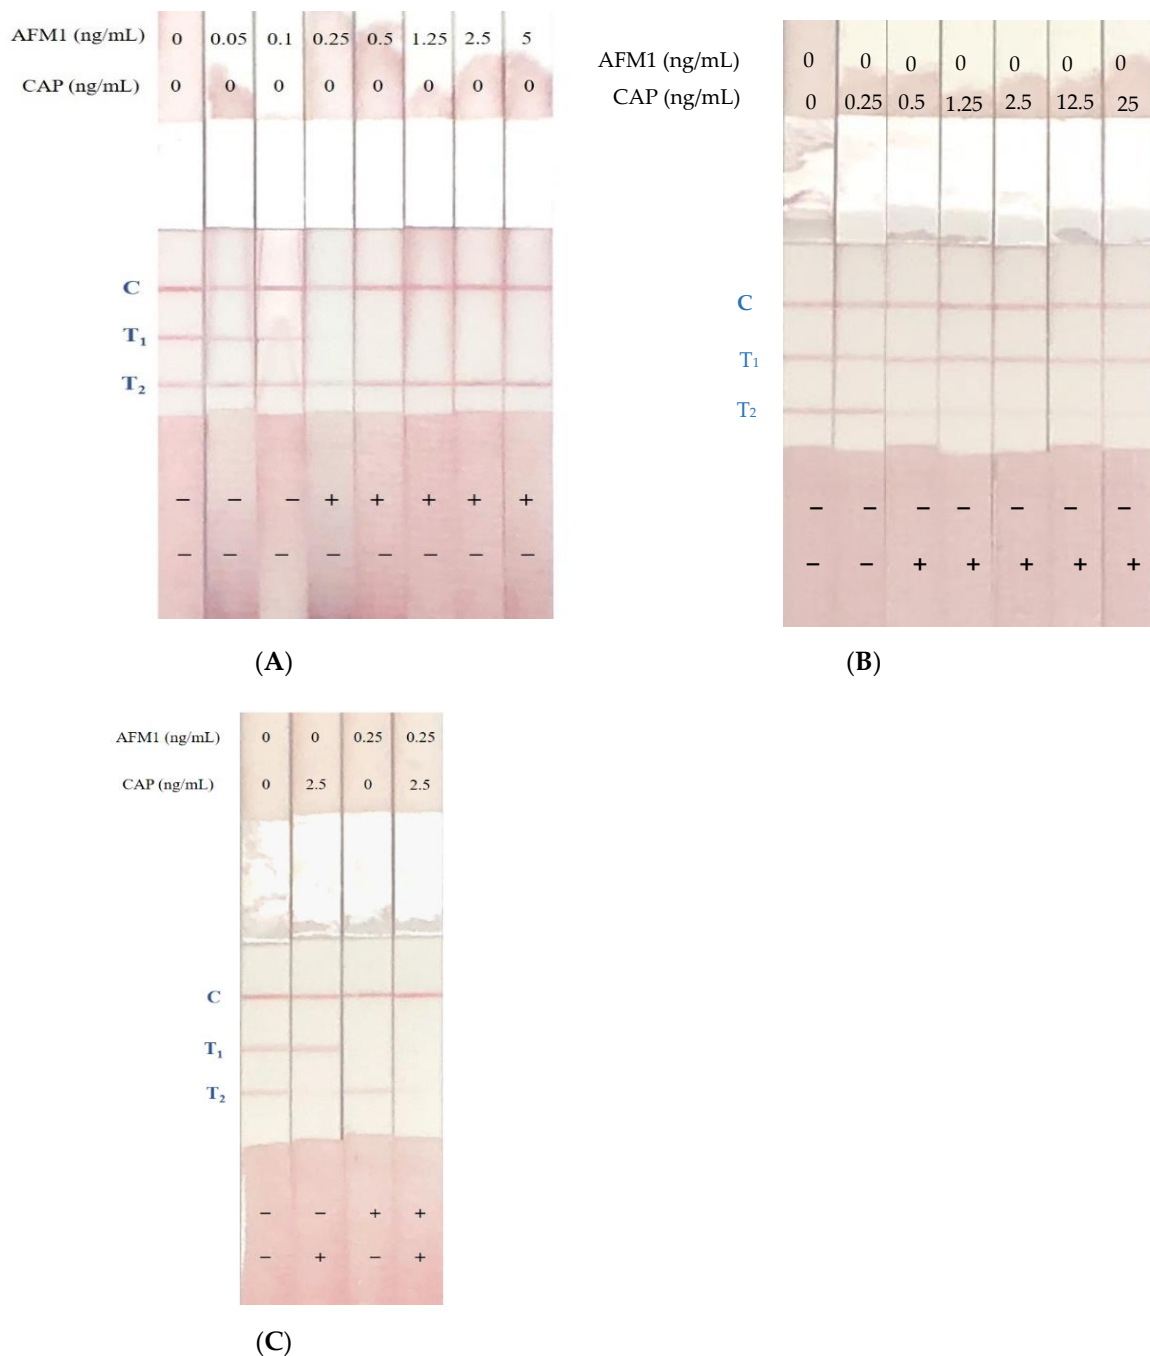 AFM1 (ng/mL) 0 0.05 0.1 0.25 0.5 1.25 2.5 5
CAP (ng/mL) 0 0 0 0 0 0 0 0
C
T₁
T₂
− − − + + + + +
− − − − − − − −
(A)
AFM1 (ng/mL) 0 0 0 0 0 0 0
CAP (ng/mL) 0 0.25 0.5 1.25 2.5 12.5 25
C
T1
T2
− − − − − − −
− − + + + + +
(B)
AFM1 (ng/mL) 0 0 0.25 0.25
CAP (ng/mL) 0 2.5 0 2.5
C
T₁
T₂
− − + +
− + − +
(C)